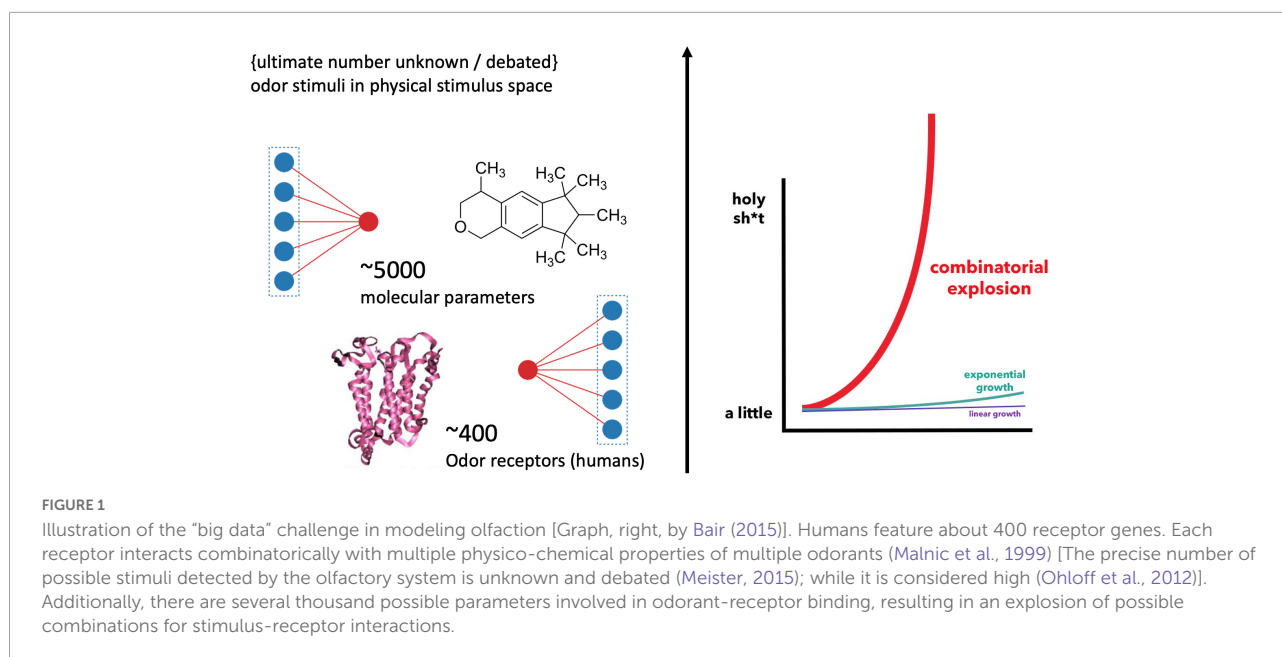 {ultimate number unknown / debated}
odor stimuli in physical stimulus space
CH₃
H₃C
CH₃
CH₃
O
H₃C
CH₃
~5000
molecular parameters
~400
Odor receptors (humans)
holy
sh*t
combinatorial
explosion
exponential
growth
a little
linear growth
FIGURE 1
Illustration of the “big data” challenge in modeling olfaction [Graph, right, by Bair (2015)]. Humans feature about 400 receptor genes. Each
receptor interacts combinatorically with multiple physico-chemical properties of multiple odorants (Malnic et al., 1999) [The precise number of
possible stimuli detected by the olfactory system is unknown and debated (Meister, 2015); while it is considered high (Ohloff et al., 2012)].
Additionally, there are several thousand possible parameters involved in odorant-receptor binding, resulting in an explosion of possible
combinations for stimulus-receptor interactions.